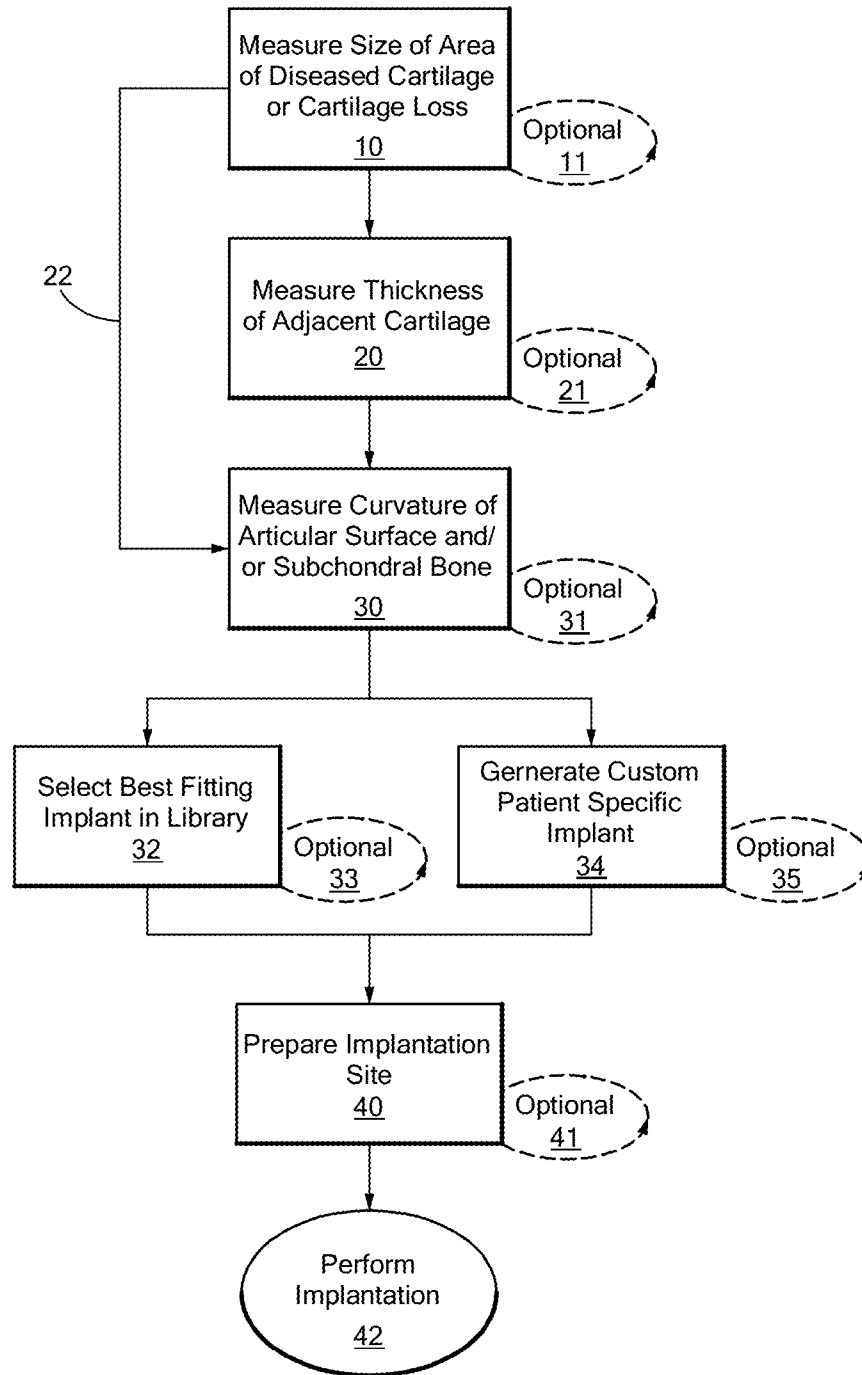 Measure Size of Area
of Diseased Cartilage
or Cartilage Loss
10
Optional
11
22
Measure Thickness
of Adjacent Cartilage
20
Optional
21
Measure Curvature of
Articular Surface and/
or Subchondral Bone
30
Optional
31
Select Best Fitting
Implant in Library
32
Optional
33
Gernerate Custom
Patient Specific
Implant
34
Optional
35
Prepare Implantation
Site
40
Optional
41
Perform
Implantation
42